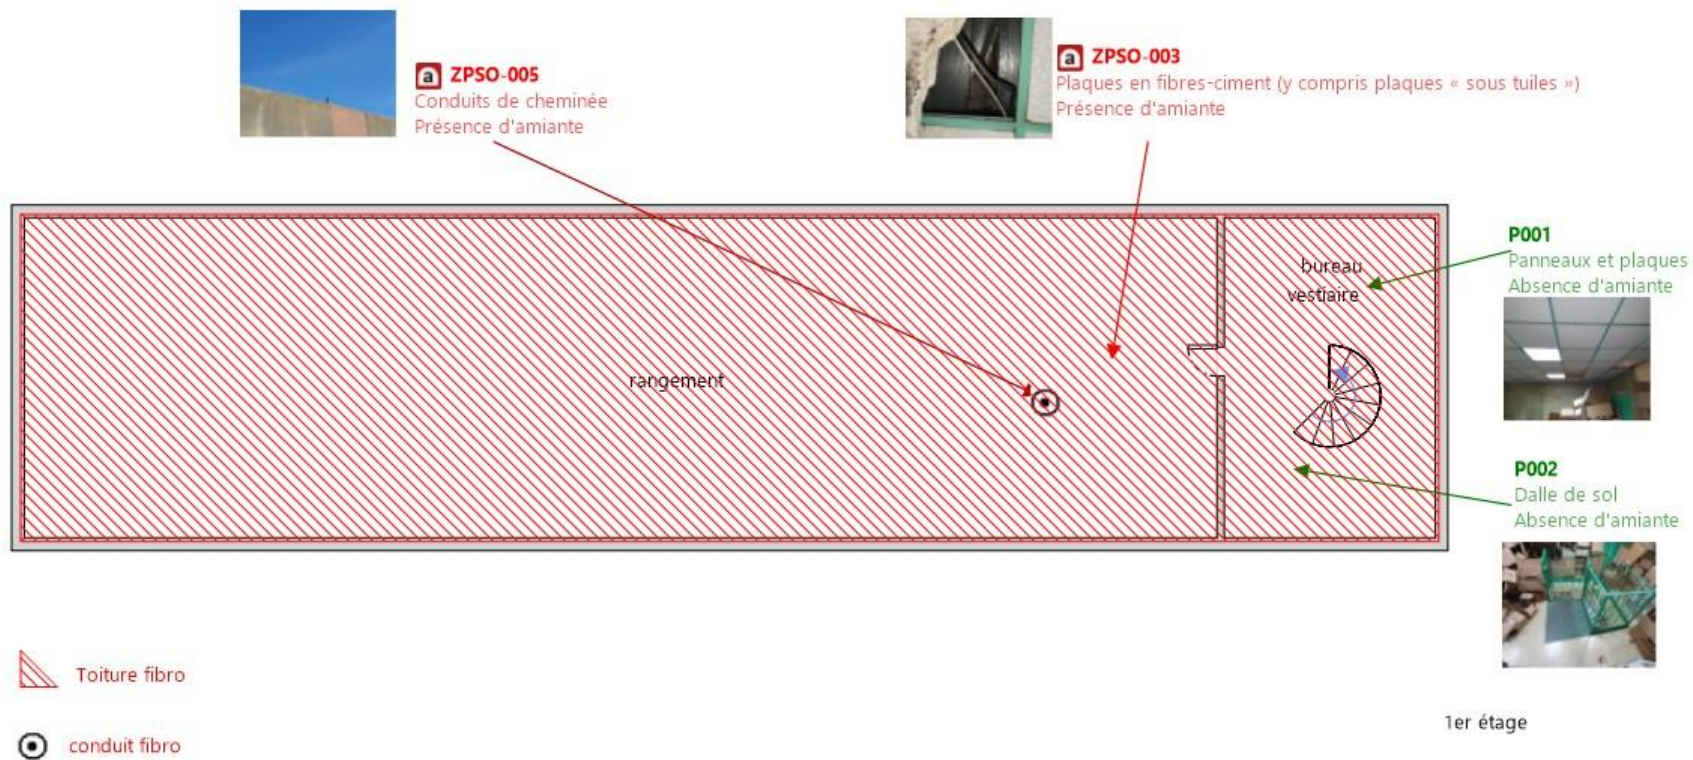 a ZPSO-005
Conduits de cheminée
Présence d'amiante
a ZPSO-003
Plaques en fibres-ciment (y compris plaques « sous tuiles »)
Présence d'amiante
P001
Panneaux et plaques
Absence d'amiante
bureau
vestiaire
rangement
P002
Dalle de sol
Absence d'amiante
Toiture fibro
1er étage
conduit fibro